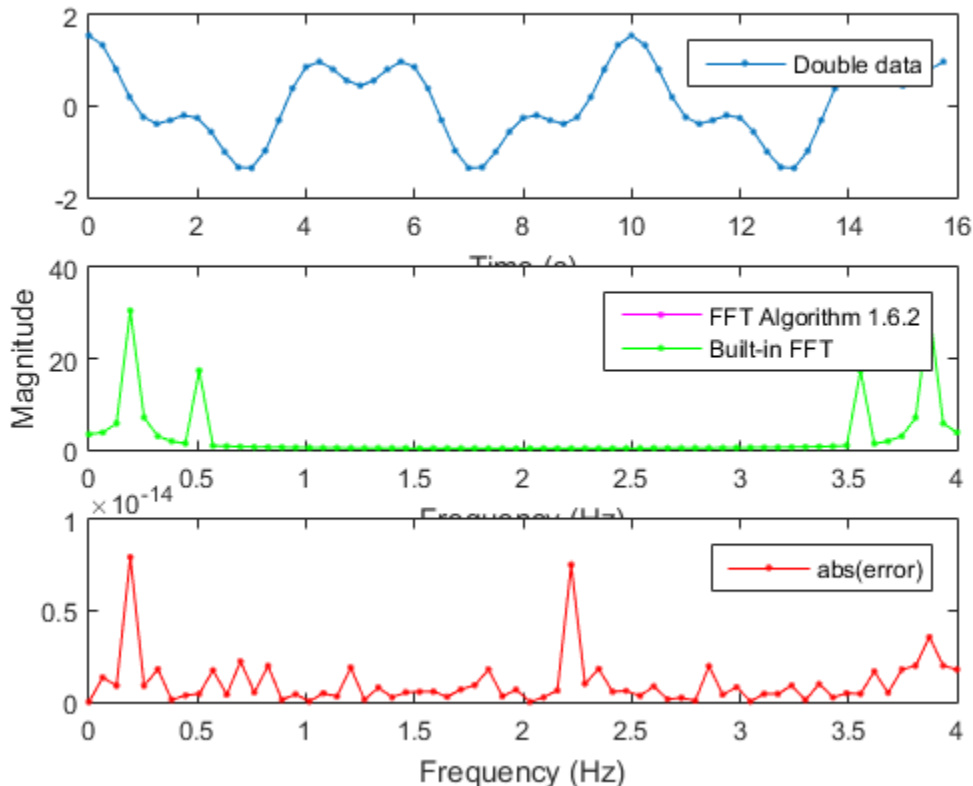 2
0
-2
Double data
0 2 4 6 8 10 12 14 16
Time (s)
40
20
0
Magnitude
FFT Algorithm 1.6.2
Built-in FFT
0 0.5 1 1.5 2 2.5 3 3.5 4
Frequency (Hz)
×10-14
1
0.5
0
abs(error)
0 0.5 1 1.5 2 2.5 3 3.5 4
Frequency (Hz)